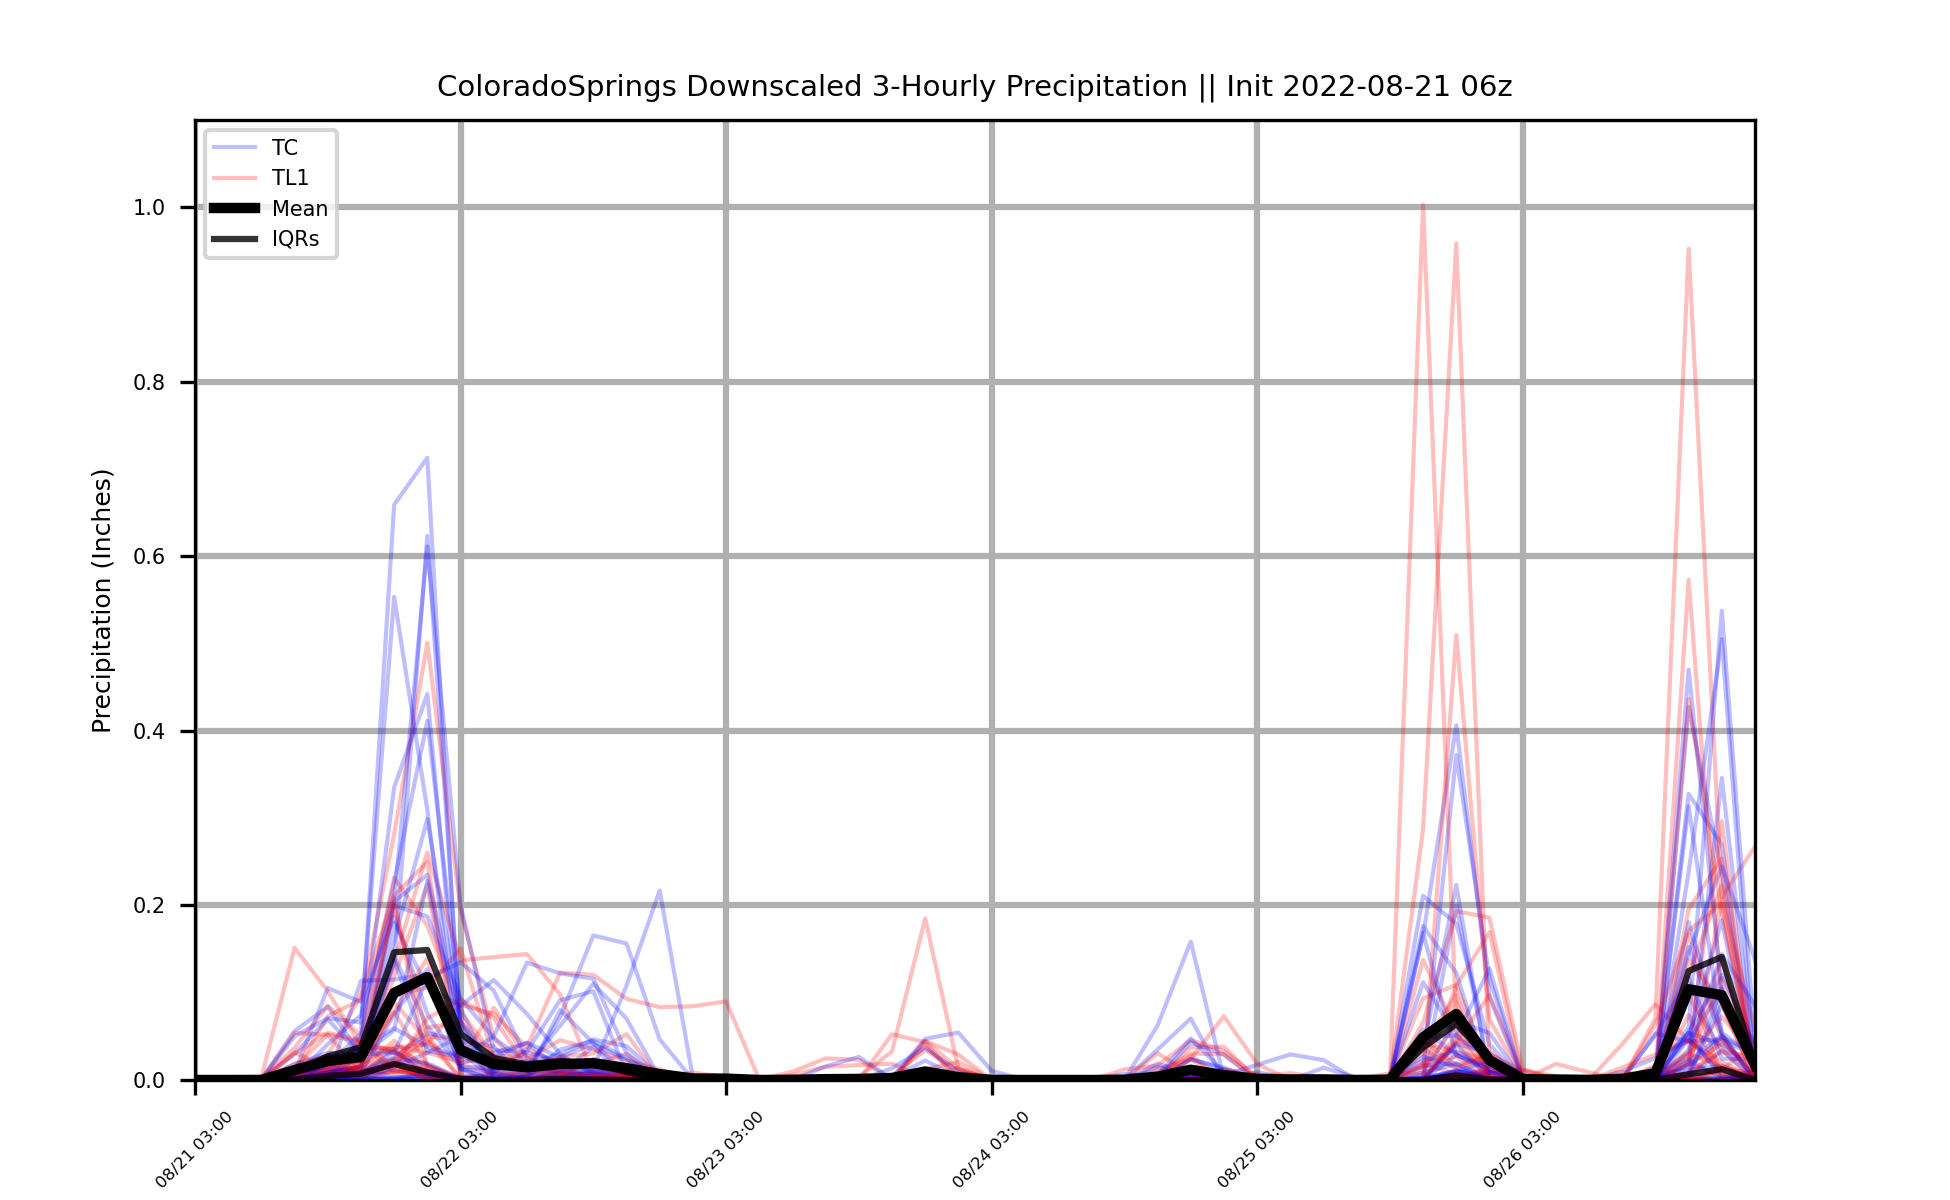 ColoradoSprings Downscaled 3-Hourly Precipitation || Init 2022-08-21 06z
TC
TL1
Mean
IQRs
Precipitation (Inches)
1.0
0.8
0.6
0.4
0.2
0.0
08/21 03:00
08/22 03:00
08/23 03:00
08/24 03:00
08/25 03:00
08/26 03:00